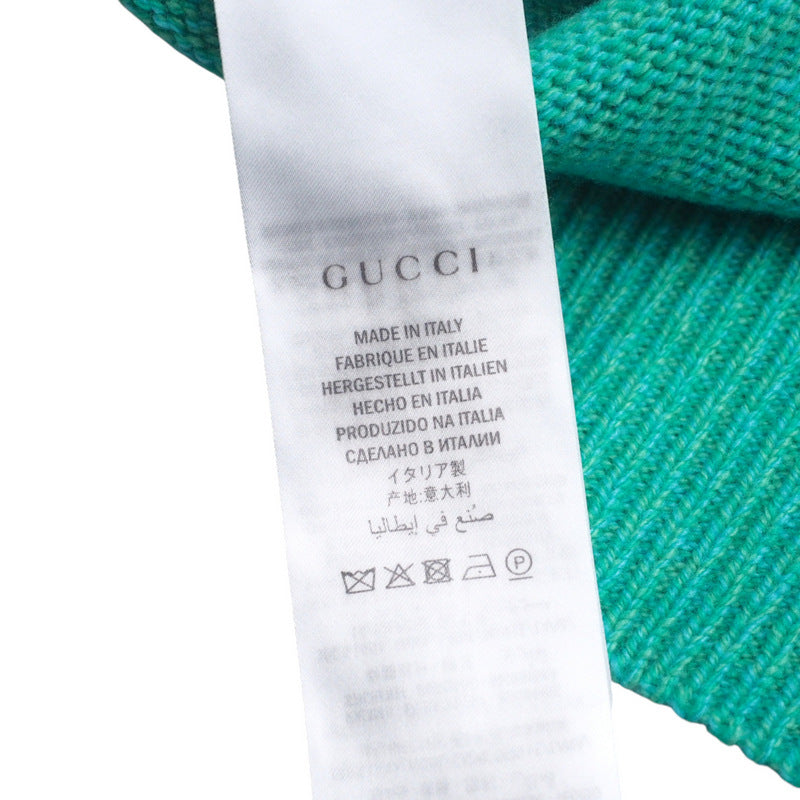 GUCCI
MADE IN ITALY
FABRIQUE EN ITALIE
HERGESTELLT IN ITALIEN
HECHO EN ITALIA
PRODUZIDO NA ITALIA
СДЕЛАНО В ИТАЛИИ
イタリア製
产地:意大利
صُنع في إيطاليا
P